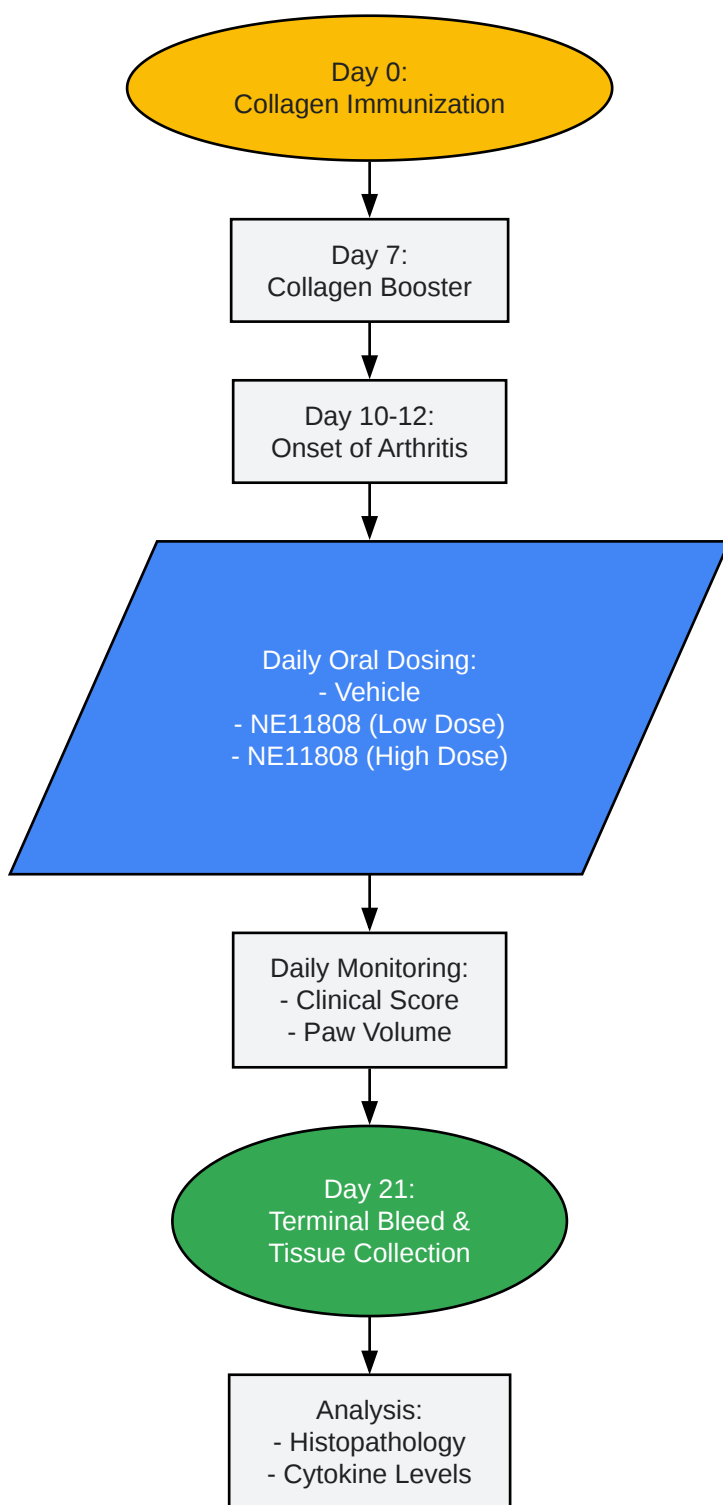 Day 0:
Collagen Immunization
Day 7:
Collagen Booster
Day 10-12:
Onset of Arthritis
Daily Oral Dosing:
- Vehicle
- NE11808 (Low Dose)
- NE11808 (High Dose)
Daily Monitoring:
- Clinical Score
- Paw Volume
Day 21:
Terminal Bleed &
Tissue Collection
Analysis:
- Histopathology
- Cytokine Levels